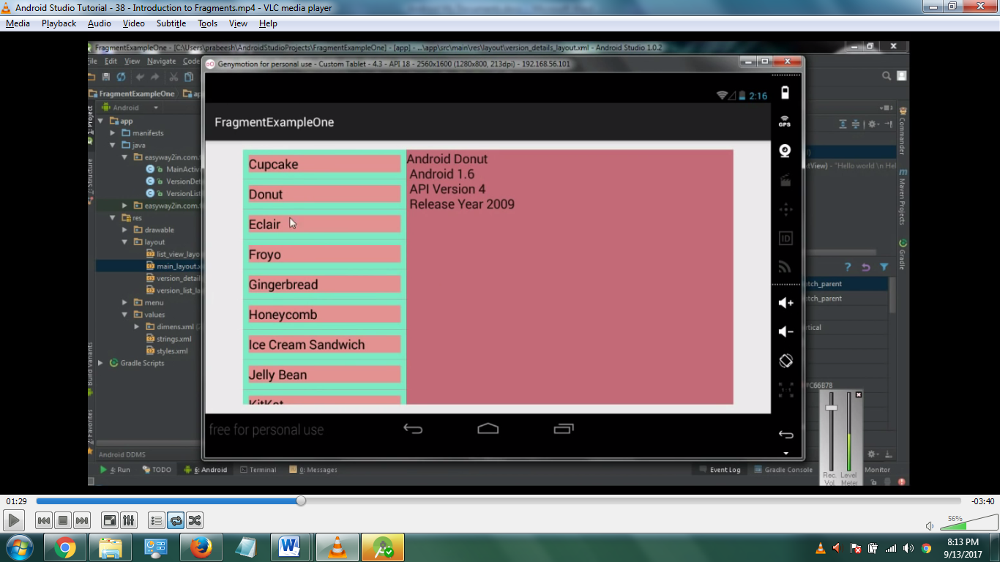 Android Studio Tutorial - 38 - Introduction to Fragments.mp4 - VLC media player
Media Playback Audio Video Subtitle Tools View Help
FragmentExampleOne - [C:\Users\prabeesh\AndroidStudioProjects\FragmentExampleOne] - [app] - ...\app\src\main\res\layout\version_details_layout.xml - Android Studio 1.0.2
File Edit View Navigate Code
Genymotion for personal use - Custom Tablet - 4.3 - API 18 - 2560x1600 (1280x800, 213dpi) - 192.168.56.101
FragmentExampleOne
Android
app
manifests
java
easyway2in.com.
MainActiv
VersionDet
VersionList
easyway2in.com.
res
drawable
layout
list_view_layo
main_layout.x
version_detail
version_list_la
menu
values
dimens.xml (2
strings.xml
styles.xml
Gradle Scripts
1: Project
Build Variants
2: Favorites
2:16
FragmentExampleOne
Cupcake
Donut
Eclair
Froyo
Gingerbread
Honeycomb
Ice Cream Sandwich
Jelly Bean
KitKat
Android Donut
Android 1.6
API Version 4
Release Year 2009
free for personal use
GPS
ID
Commander
Maven Projects
Gradle
tView) - "Hello world \n Hel
atch_parent
atch_parent
rtical
#C66B78
Rec. Vol
Level Meter
Android DDMS
4: Run TODO 6: Android Terminal 0: Messages Event Log Gradle Console Monitor
01:29 -03:40
56%
8:13 PM
9/13/2017